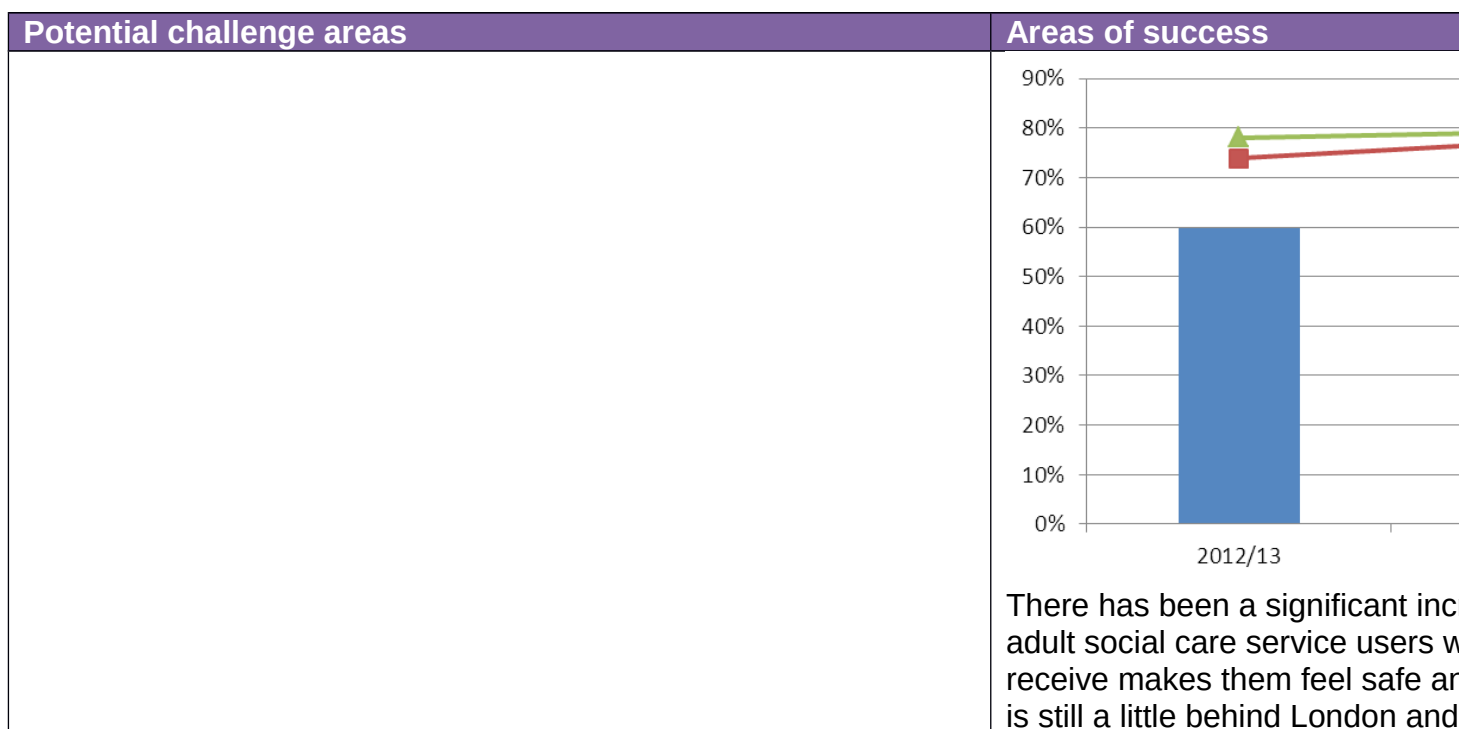 Potential challenge areas
Areas of success
90%
80%
70%
60%
50%
40%
30%
20%
10%
0%
2012/13
There has been a significant
adult social care service users
receive makes them feel safe
is still a little behind London and